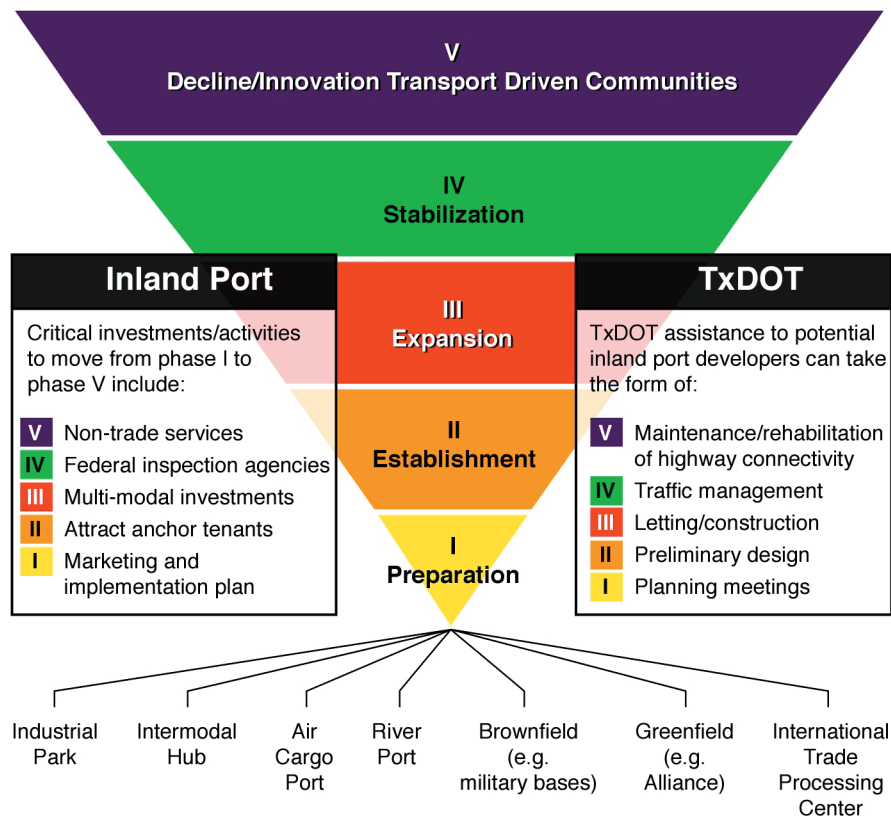 V
Decline/Innovation Transport Driven Communities
IV
Stabilization
III
Expansion
II
Establishment
I
Preparation
Inland Port
Critical investments/activities
to move from phase I to
phase V include:
V Non-trade services
IV Federal inspection agencies
III Multi-modal investments
II Attract anchor tenants
I Marketing and
implementation plan
TxDOT
TxDOT assistance to potential
inland port developers can take
the form of:
V Maintenance/rehabilitation
of highway connectivity
IV Traffic management
III Letting/construction
II Preliminary design
I Planning meetings
Industrial
Park
Intermodal
Hub
Air
Cargo
Port
River
Port
Brownfield
(e.g.
military bases)
Greenfield
(e.g.
Alliance)
International
Trade
Processing
Center